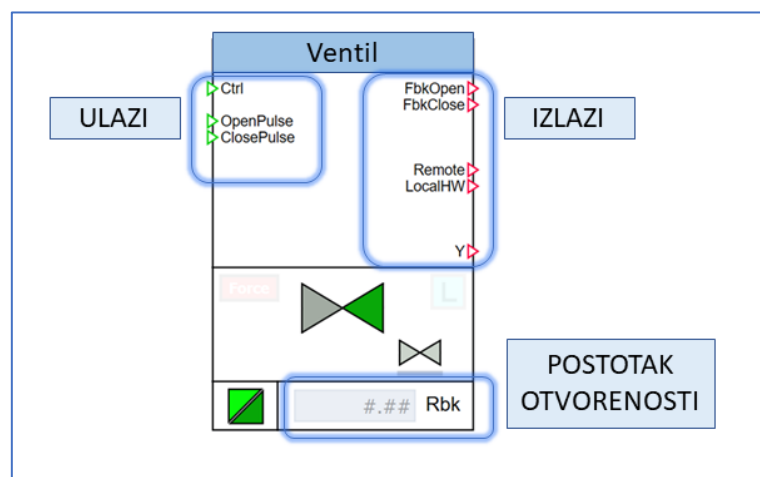 Ventil
ULAZI
Ctrl
OpenPulse
ClosePulse
FbkOpen
FbkClose
Remote
LocalHW
Y
IZLAZI
Force
L
#.## Rbk
POSTOTAK
OTVORENOSTI